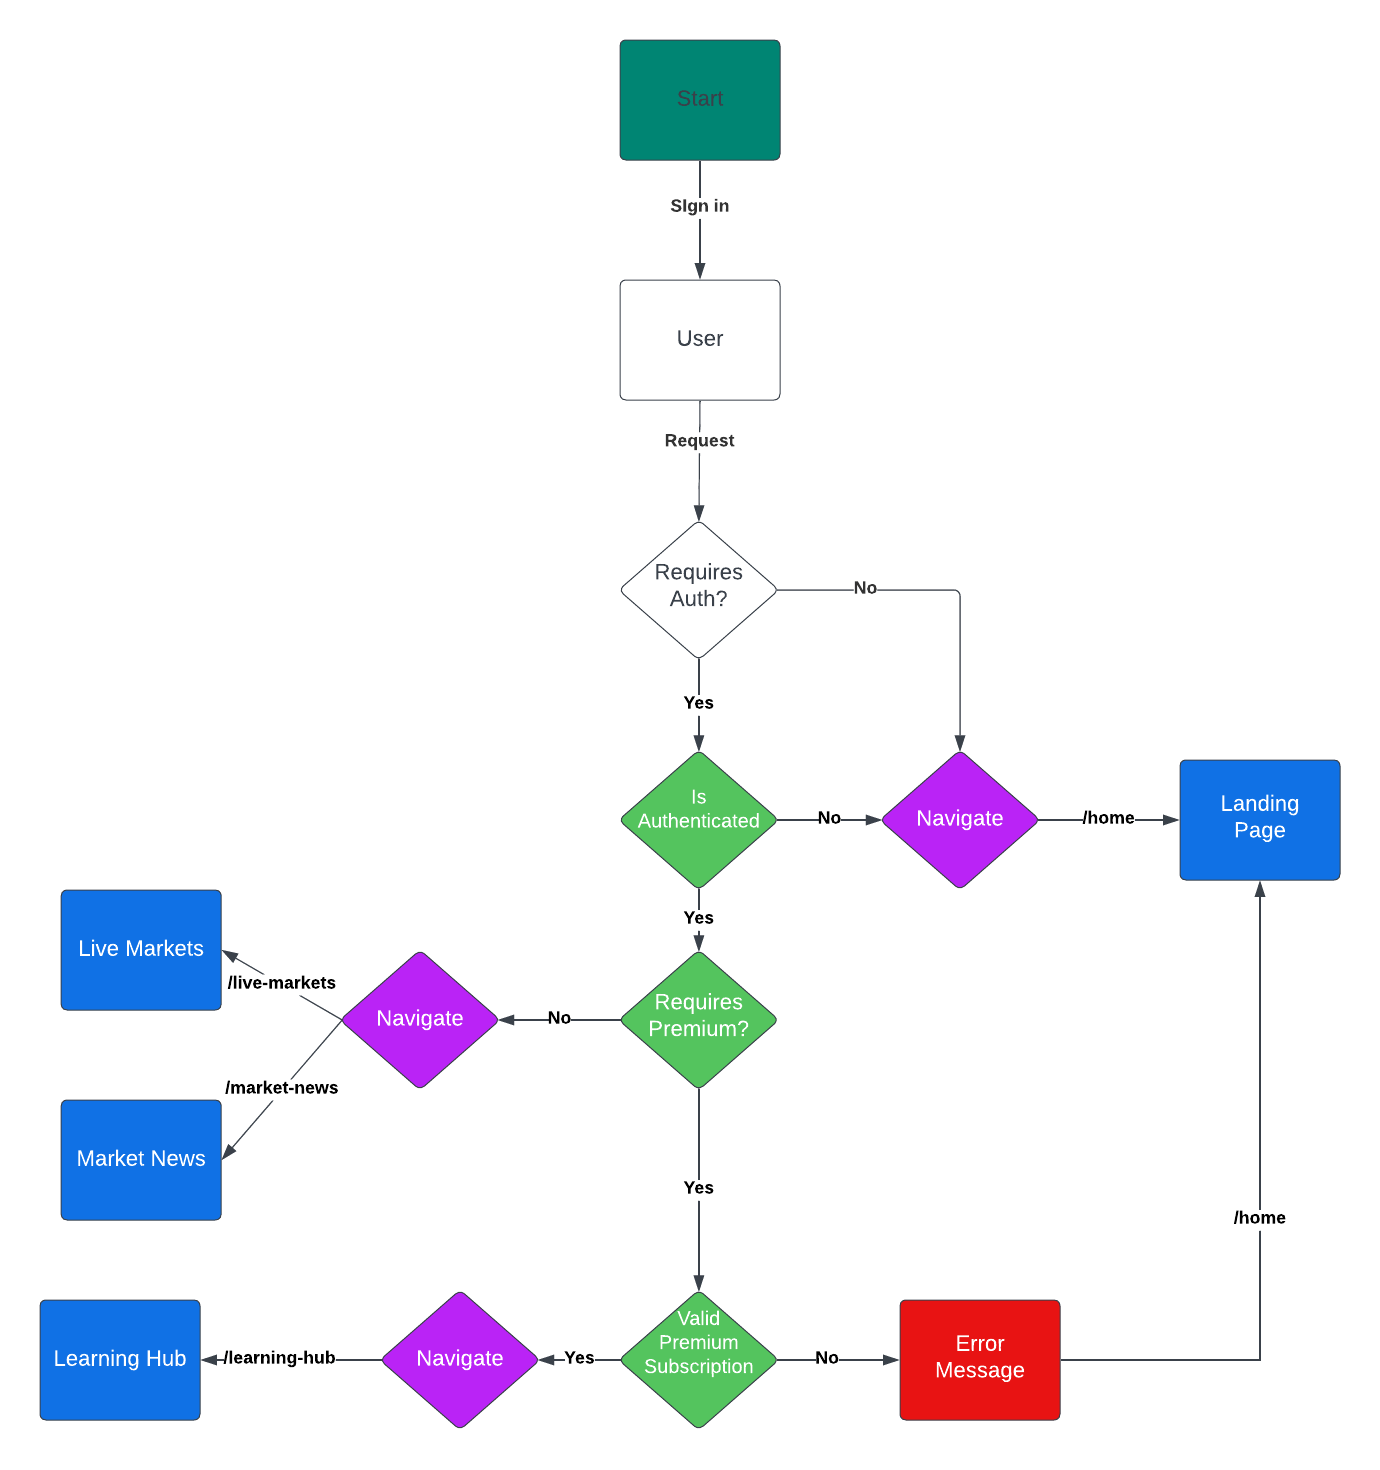 Start
SIgn in
User
Request
Requires
Auth?
No
Yes
Is
Authenticated
No
Navigate
/home
Landing
Page
Yes
Live Markets
/live-markets
Navigate
No
Requires
Premium?
/market-news
Market News
Yes
/home
Learning Hub
/learning-hub
Navigate
Yes
Valid
Premium
Subscription
No
Error
Message